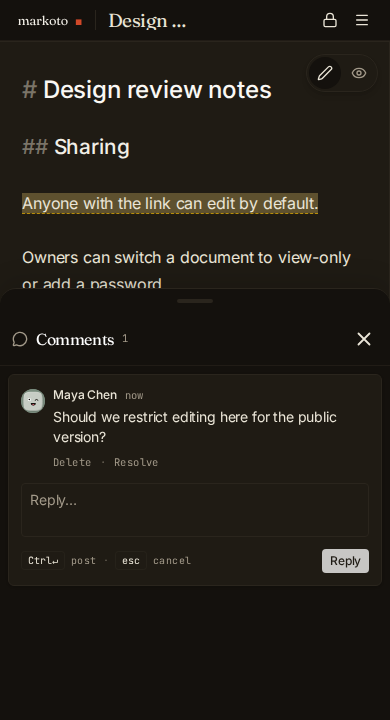 markoto
Design ...
# Design review notes
## Sharing
Anyone with the link can edit by default.
Owners can switch a document to view-only
or add a password
Comments 1
Maya Chen now
Should we restrict editing here for the public
version?
Delete · Resolve
Reply...
Ctrl↵ post · esc cancel
Reply